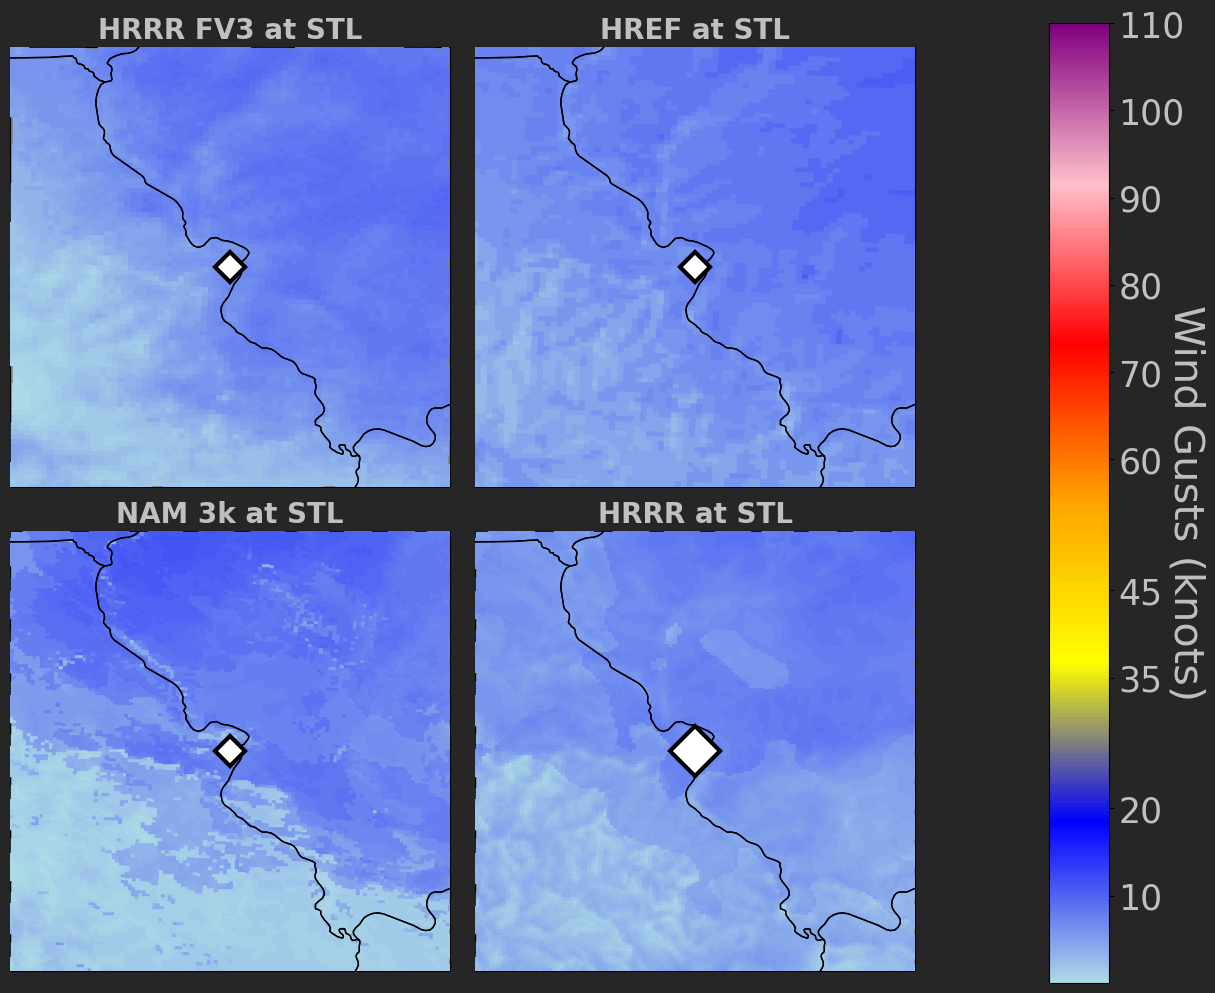 HRRR FV3 at STL
HREF at STL
NAM 3k at STL
HRRR at STL
110
100
90
80
70
60
45
35
20
10
Wind Gusts (knots)